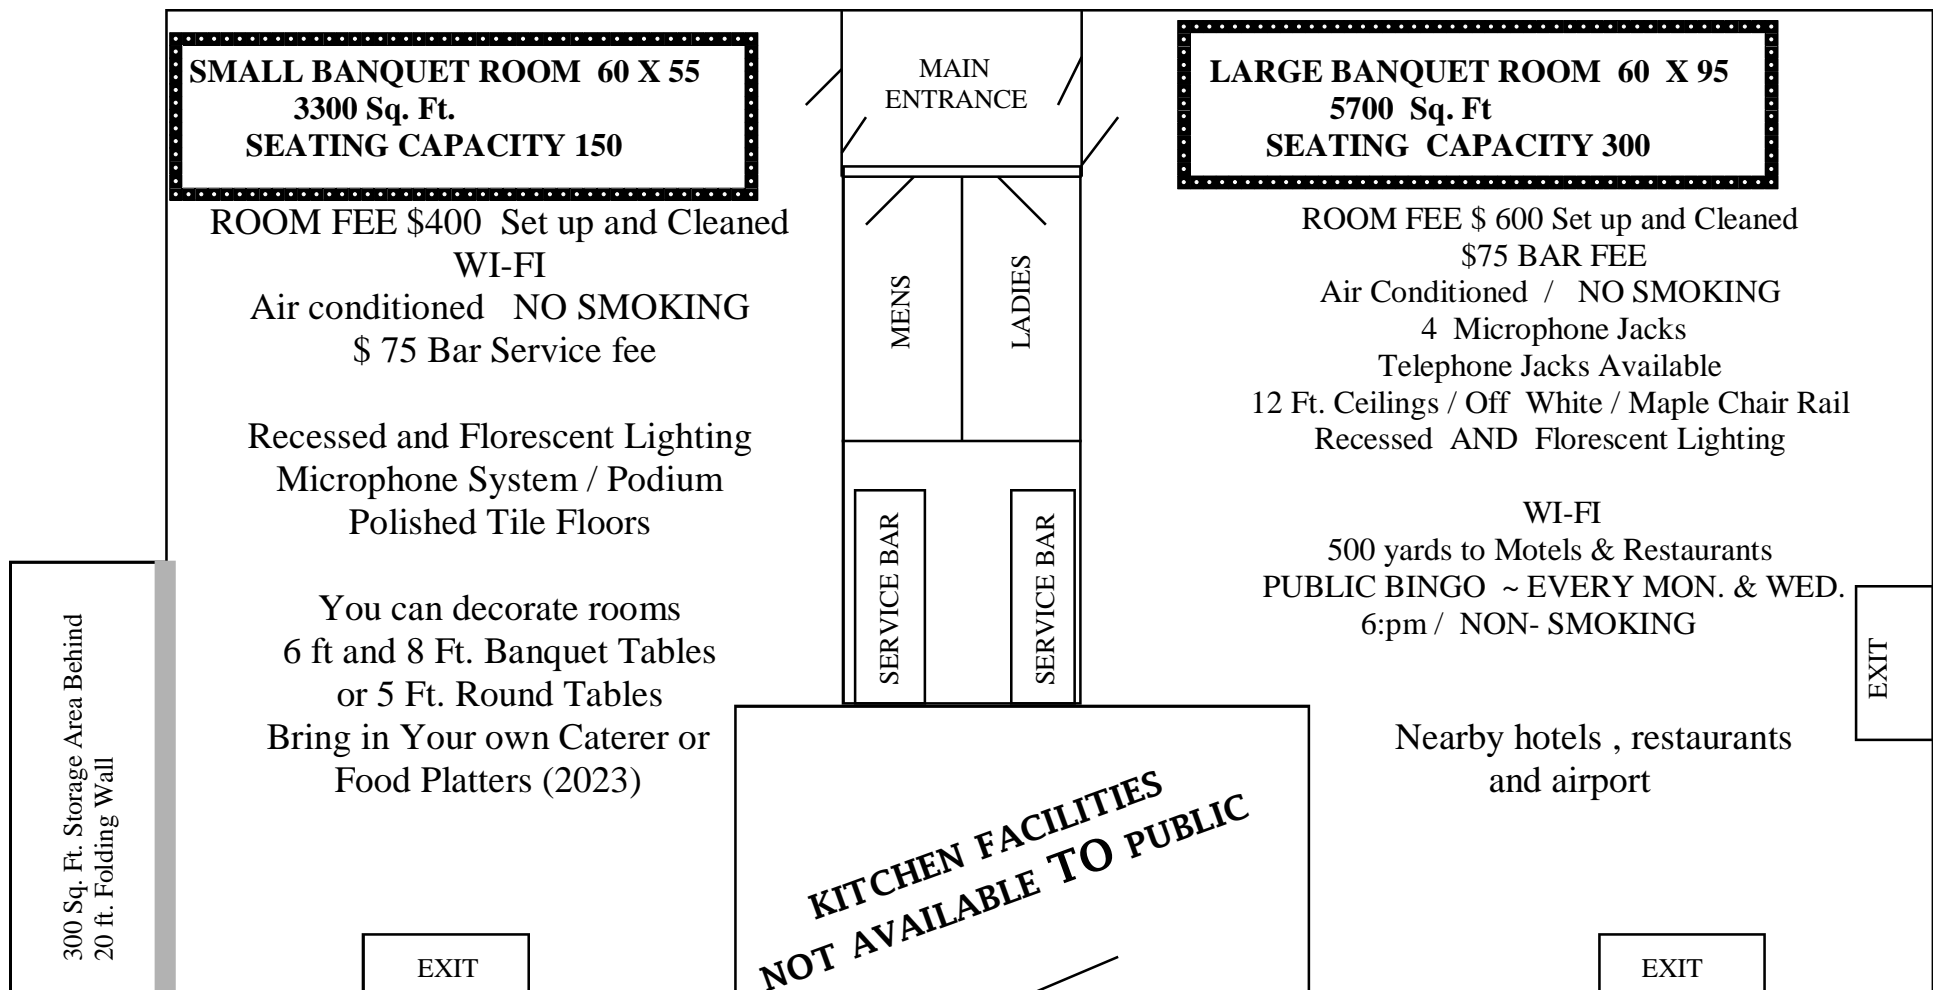 SMALL BANQUET ROOM 60 X 55
3300 Sq. Ft.
SEATING CAPACITY 150
ROOM FEE $400 Set up and Cleaned
WI-FI
Air conditioned NO SMOKING
$ 75 Bar Service fee
Recessed and Florescent Lighting
Microphone System / Podium
Polished Tile Floors
You can decorate rooms
6 ft and 8 Ft. Banquet Tables
or 5 Ft. Round Tables
Bring in Your own Caterer or
Food Platters (2023)
300 Sq. Ft. Storage Area Behind
20 ft. Folding Wall
EXIT
MAIN
ENTRANCE
MENS
LADIES
SERVICE BAR
SERVICE BAR
KITCHEN FACILITIES
NOT AVAILABLE TO PUBLIC
LARGE BANQUET ROOM 60 X 95
5700 Sq. Ft
SEATING CAPACITY 300
ROOM FEE $ 600 Set up and Cleaned
$75 BAR FEE
Air Conditioned / NO SMOKING
4 Microphone Jacks
Telephone Jacks Available
12 Ft. Ceilings / Off White / Maple Chair Rail
Recessed AND Florescent Lighting
WI-FI
500 yards to Motels & Restaurants
PUBLIC BINGO ~ EVERY MON. & WED.
6:pm / NON- SMOKING
EXIT
Nearby hotels , restaurants
and airport
EXIT